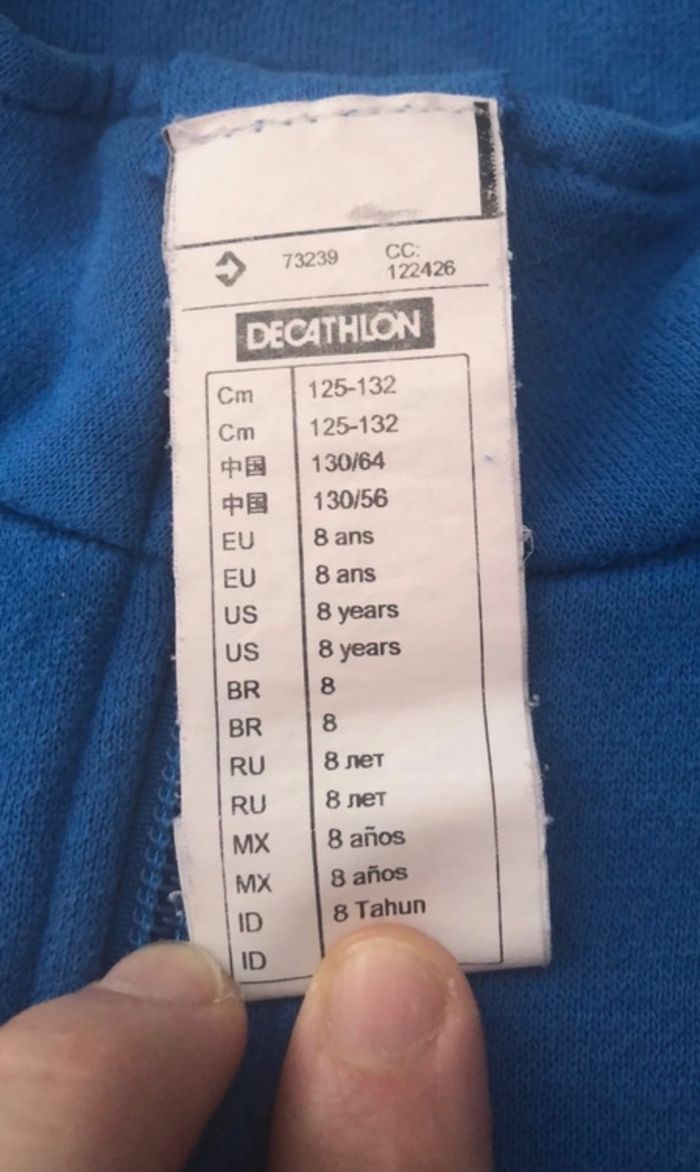 73239 CC:
122426
DECATHLON
Cm 125-132
Cm 125-132
中国 130/64
中国 130/56
EU 8 ans
EU 8 ans
US 8 years
US 8 years
BR 8
BR 8
RU 8 лет
RU 8 лет
MX 8 años
MX 8 años
ID 8 Tahun
ID